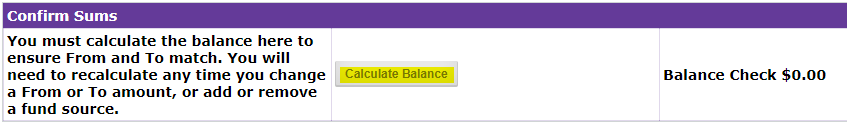 Confirm Sums
You must calculate the balance here to
ensure From and To match. You will
need to recalculate any time you change
a From or To amount, or add or remove
a fund source.
Calculate Balance
Balance Check $0.00